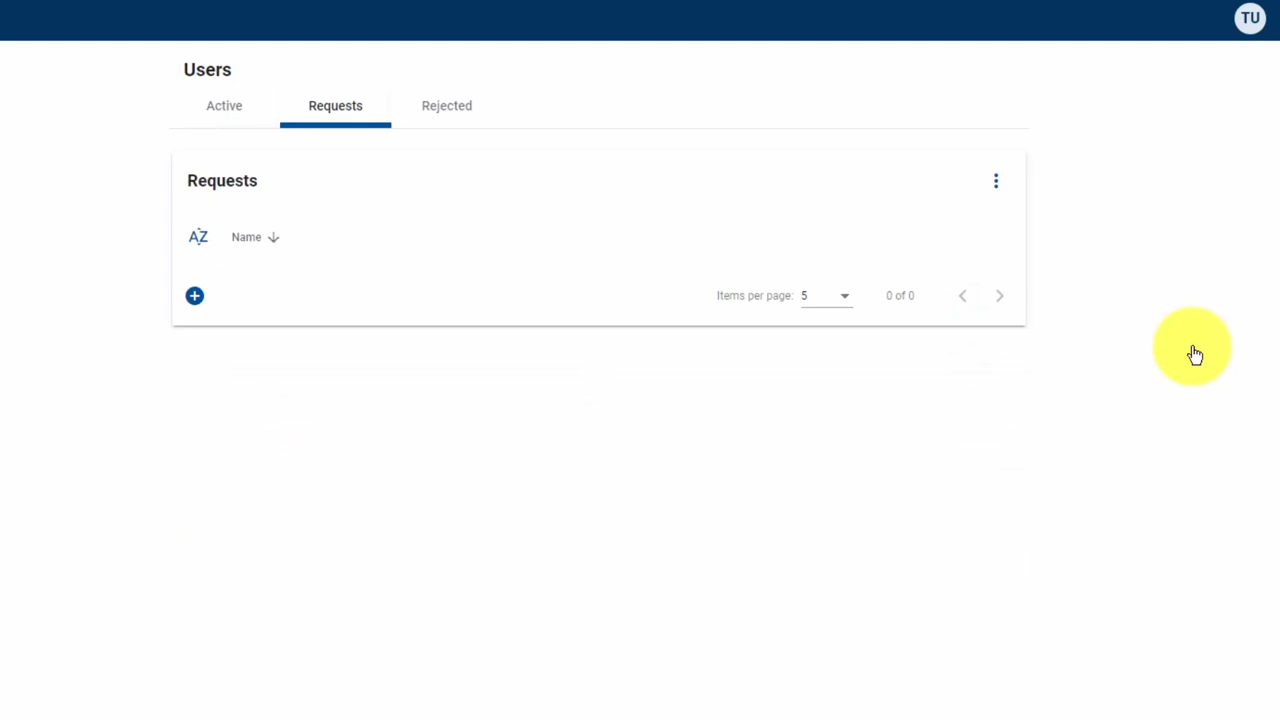 TU
Users
Active Requests Rejected
Requests
AZ Name
Items per page: 5 0 of 0